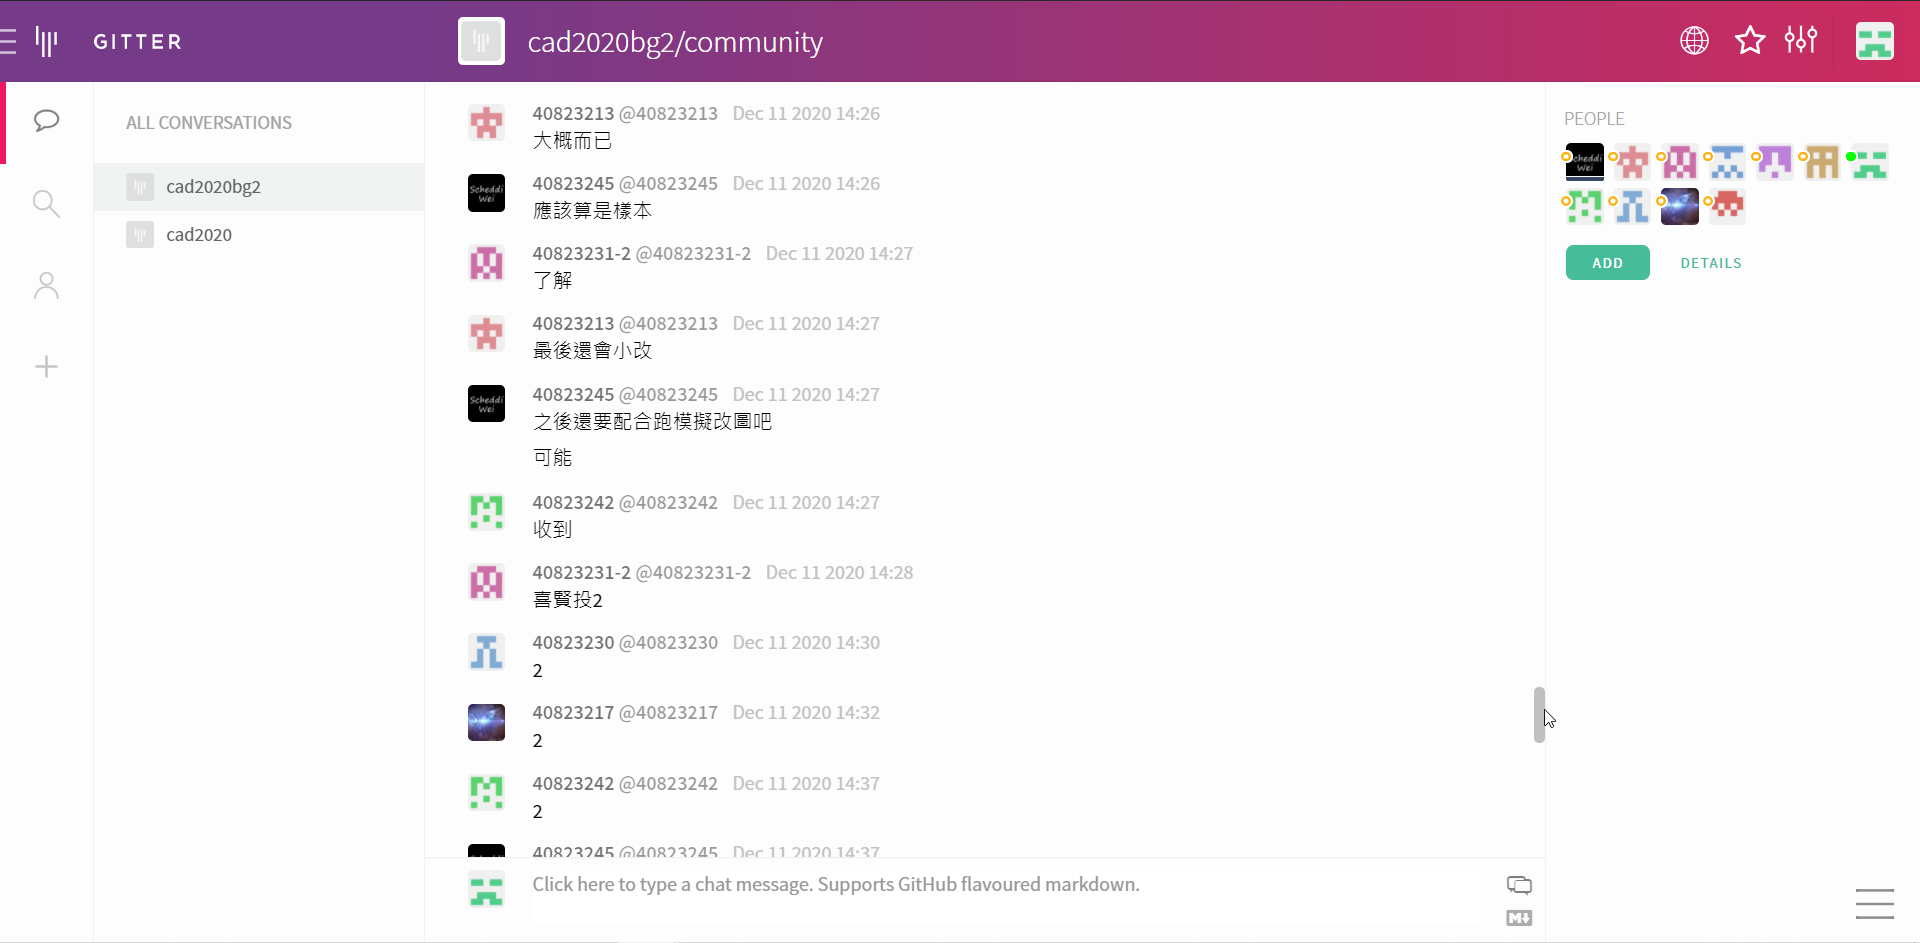 GITTER
cad2020bg2/community
ALL CONVERSATIONS
cad2020bg2
cad2020
40823213 @40823213 Dec 11 2020 14:26
大概而已
Scheddi
Wei
40823245 @40823245 Dec 11 2020 14:26
應該算是樣本
40823231-2 @40823231-2 Dec 11 2020 14:27
了解
40823213 @40823213 Dec 11 2020 14:27
最後還會小改
Scheddi
Wei
40823245 @40823245 Dec 11 2020 14:27
之後還要配合跑模擬改圖吧
可能
40823242 @40823242 Dec 11 2020 14:27
收到
40823231-2 @40823231-2 Dec 11 2020 14:28
喜賢投2
40823230 @40823230 Dec 11 2020 14:30
2
40823217 @40823217 Dec 11 2020 14:32
2
40823242 @40823242 Dec 11 2020 14:37
2
40823245 @40823245 Dec 11 2020 14:37
Click here to type a chat message. Supports GitHub flavoured markdown.
M
PEOPLE
cheddi
Wei
ADD
DETAILS